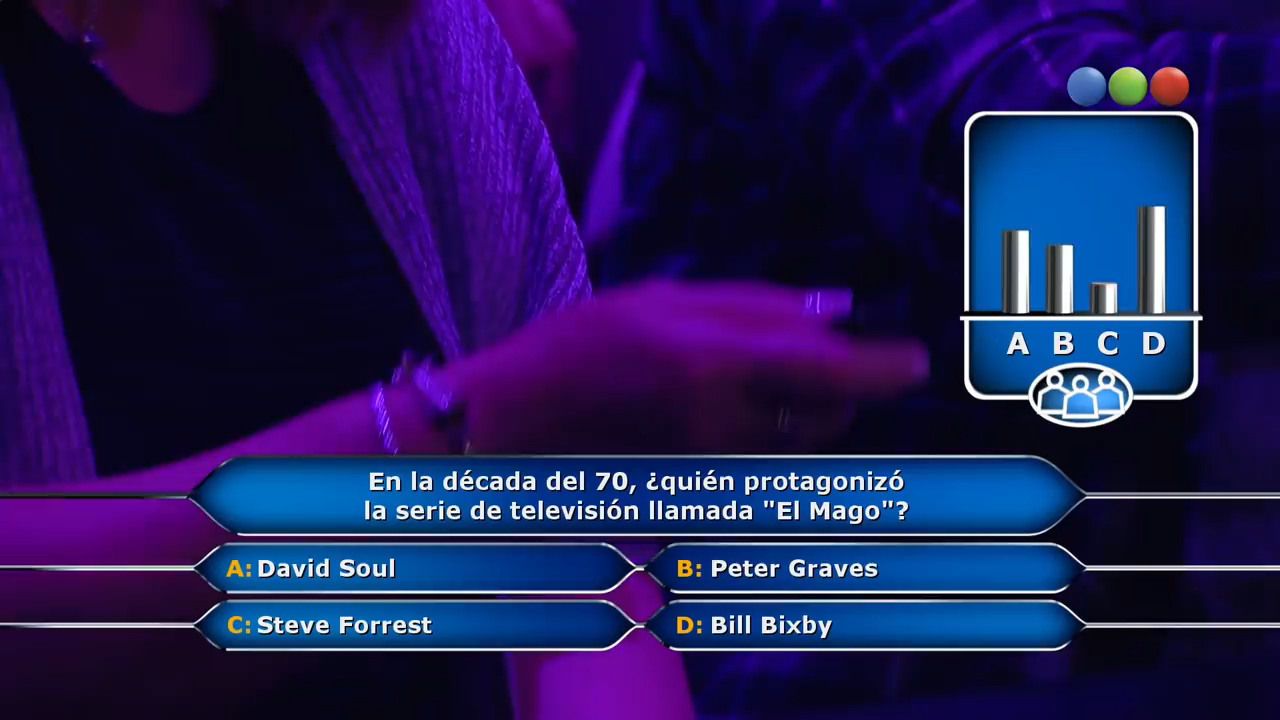 A B C D
En la década del 70, ¿quién protagonizó
la serie de televisión llamada "El Mago"?
A: David Soul
B: Peter Graves
C: Steve Forrest
D: Bill Bixby